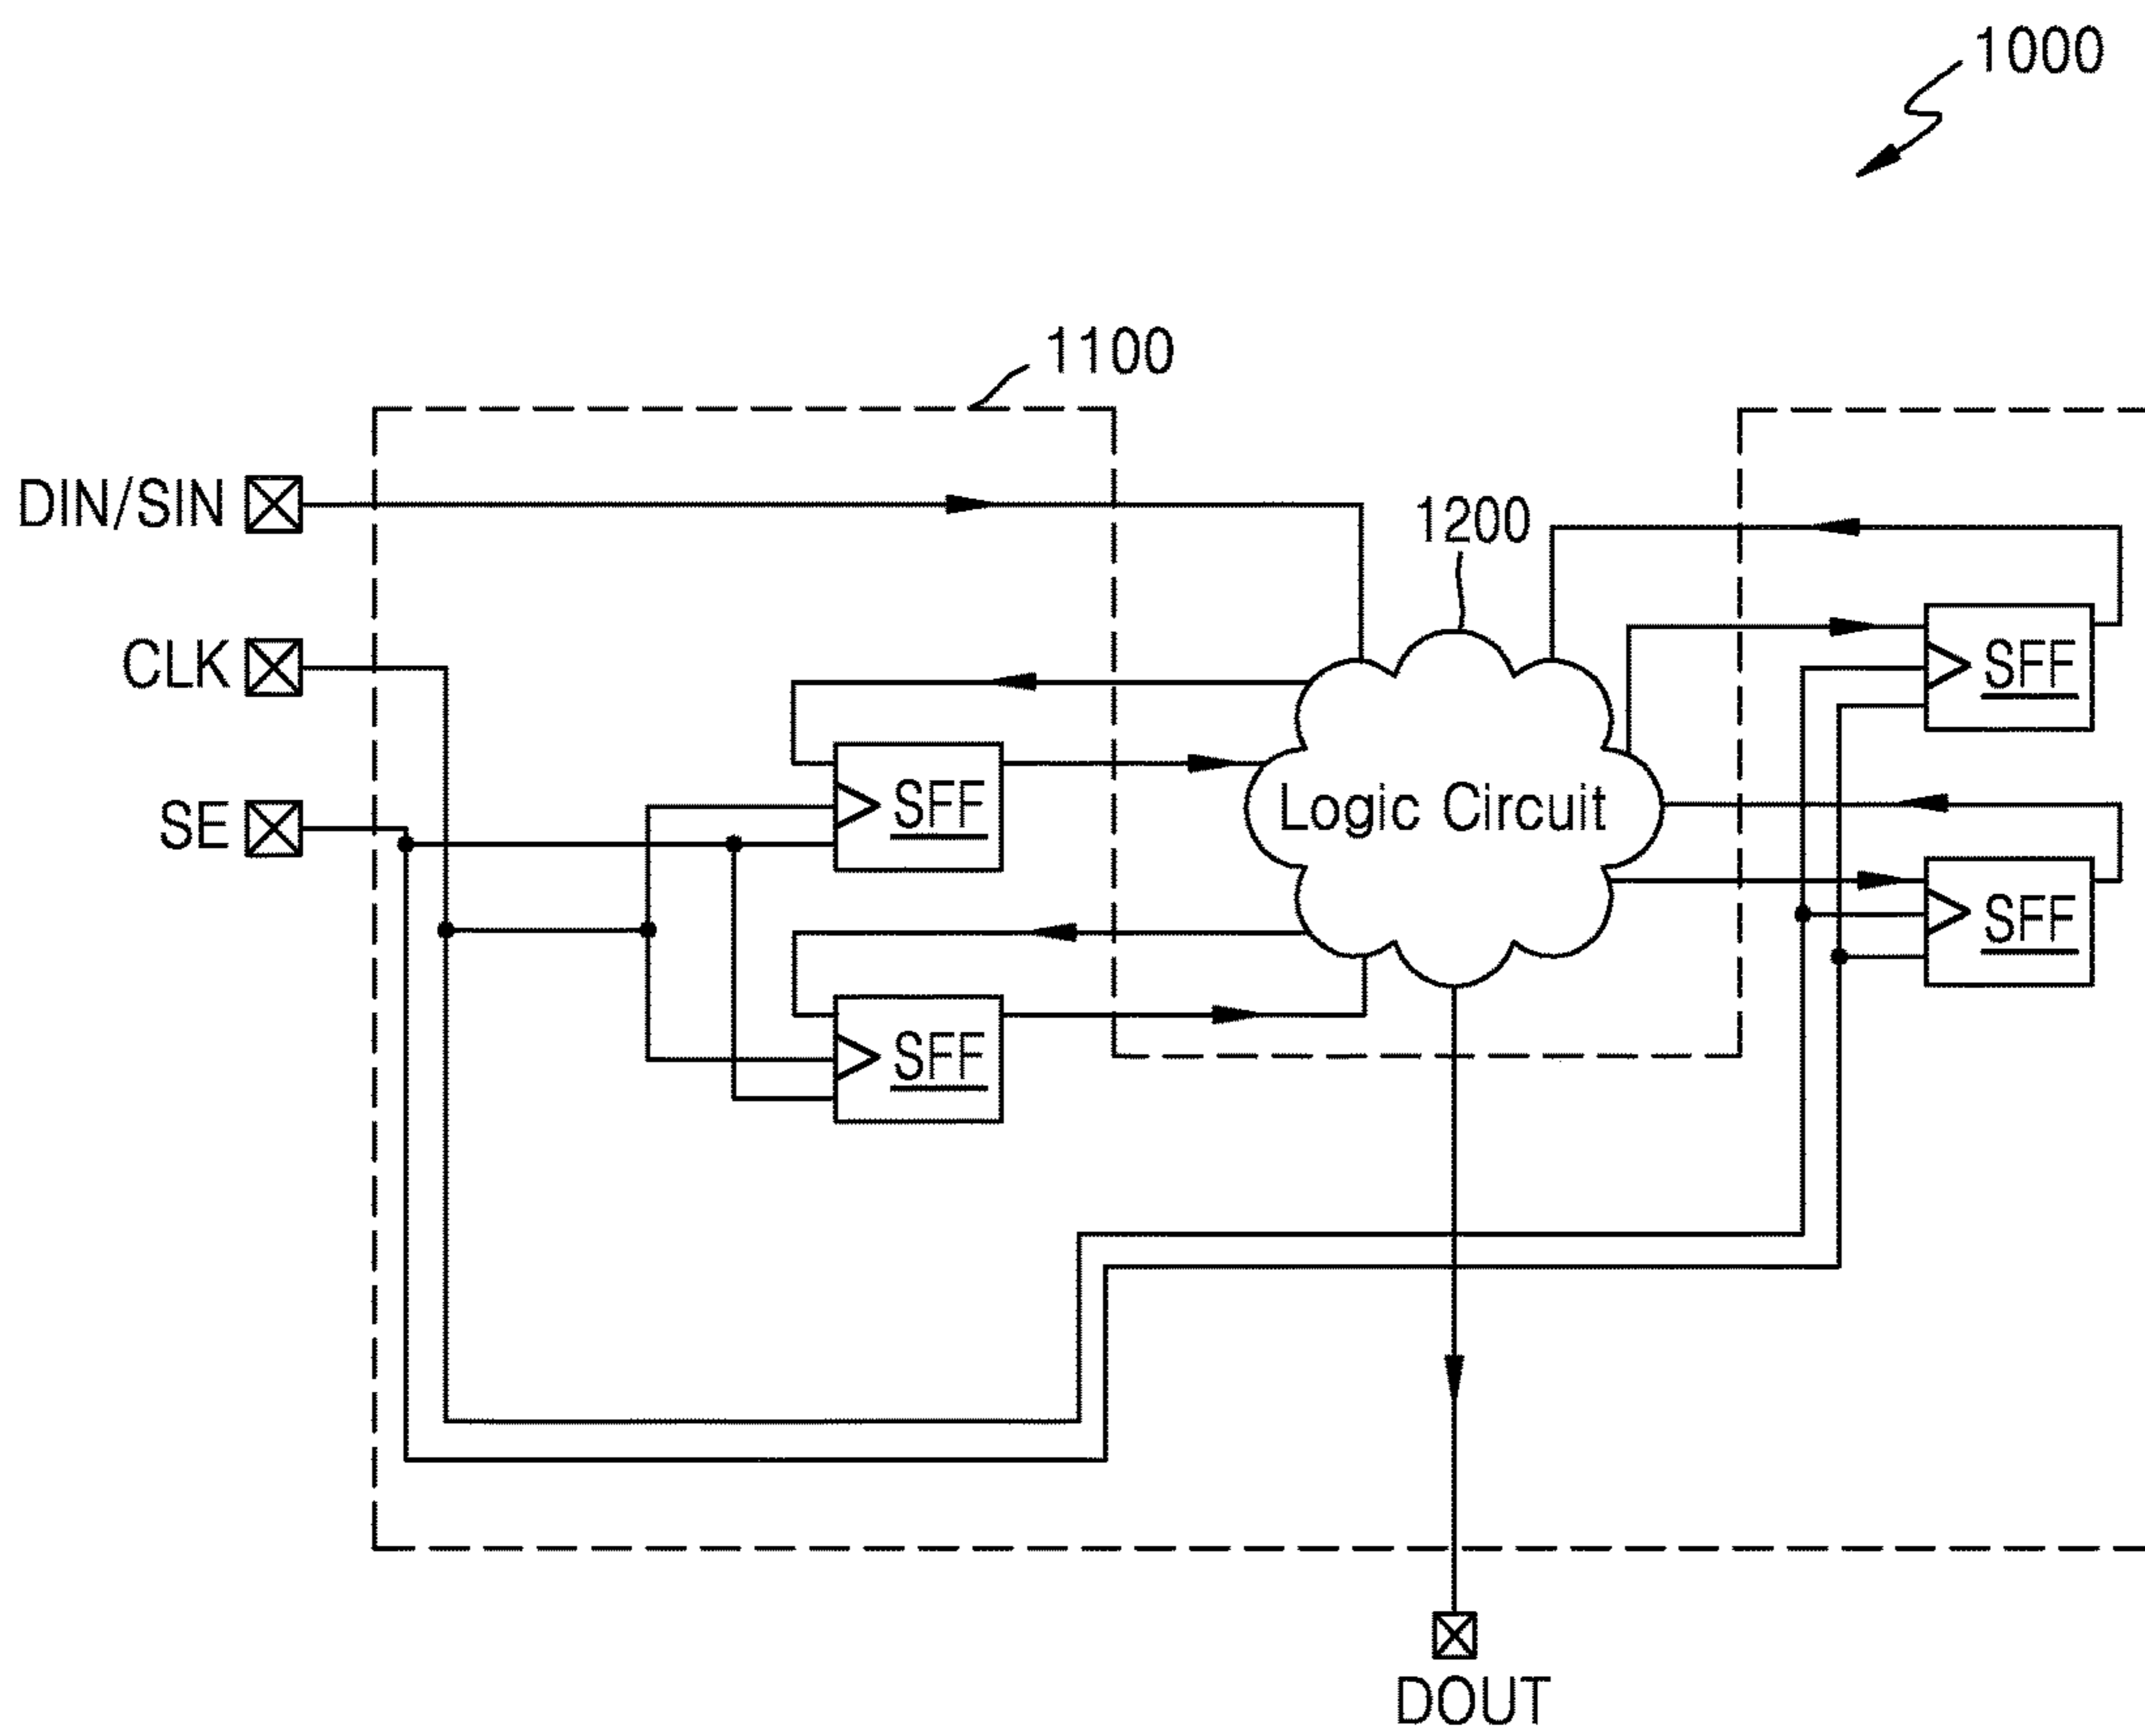 1000
1100
DIN/SIN
1200
CLK
SFF
SE
SFF
Logic Circuit
SFF
SFF
DOUT